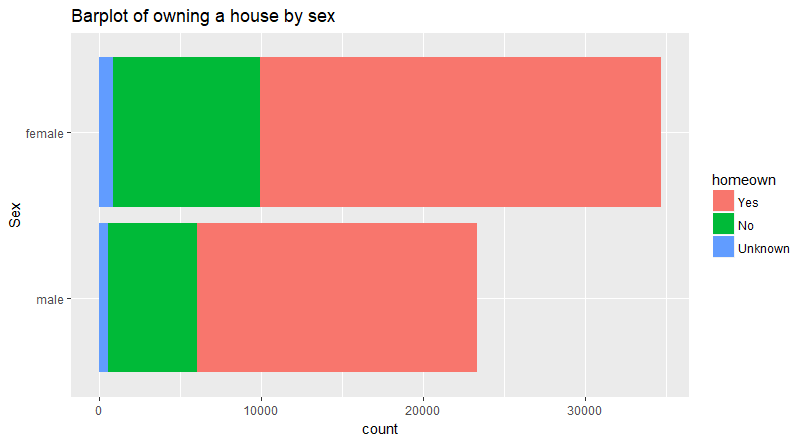 Barplot of owning a house by sex
Sex
female
male
0 10000 20000 30000
count
homeown
Yes
No
Unknown